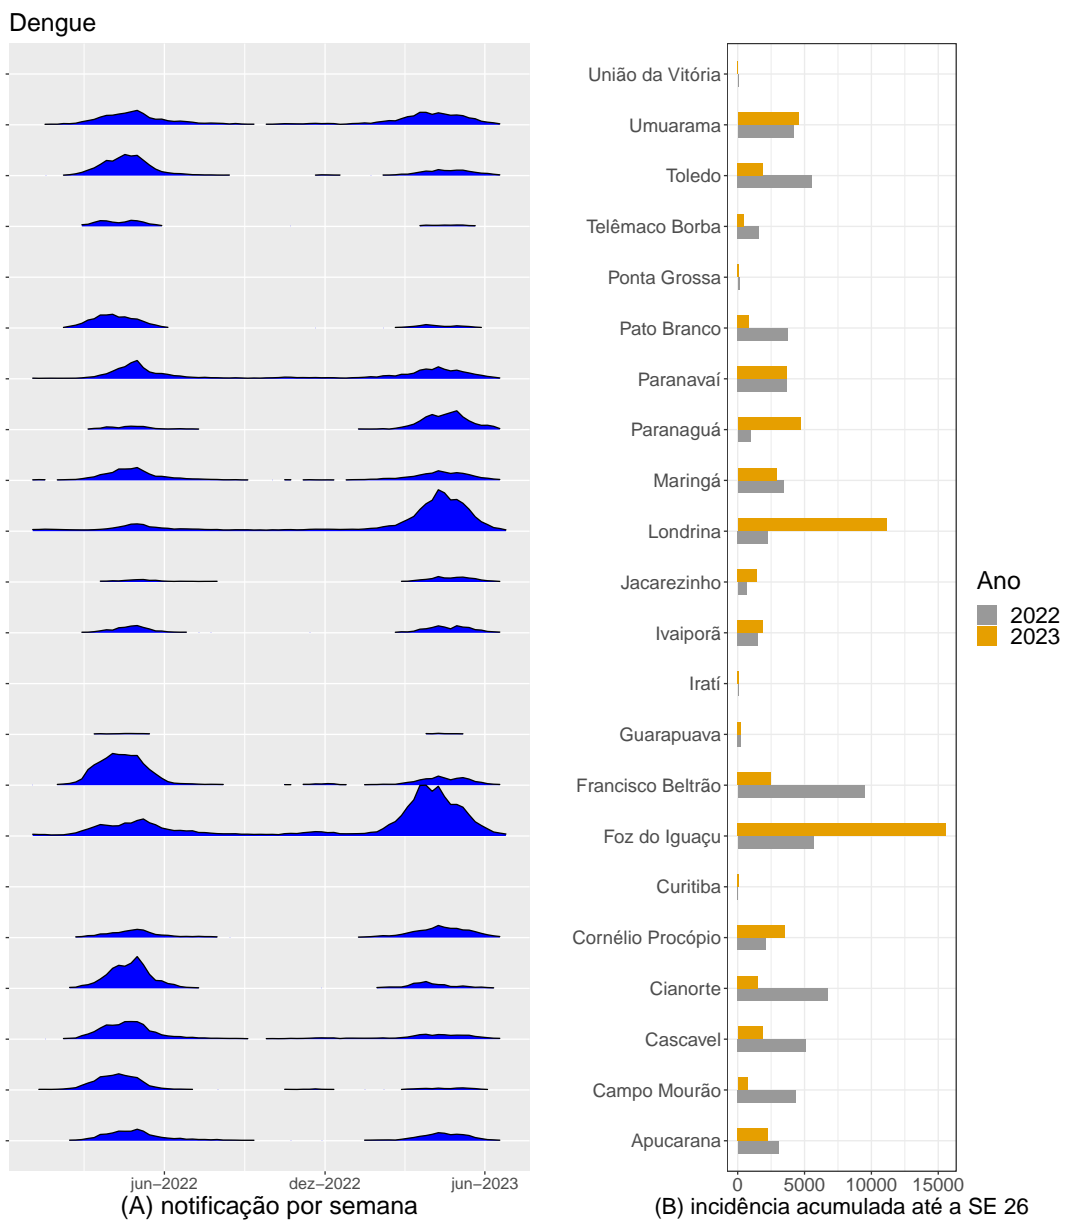 Dengue
União da Vitória
Umuarama
Toledo
Telêmaco Borba
Ponta Grossa
Pato Branco
Paranavaí
Paranaguá
Maringá
Londrina
Jacarezinho
Ivaiporã
Iratí
Guarapuava
Francisco Beltrão
Foz do Iguaçu
Curitiba
Cornélio Procópio
Cianorte
Cascavel
Campo Mourão
Apucarana
Ano
2022
2023
jun−2022 dez−2022 jun−2023
0 5000 10000 15000
(A) notificação por semana
(B) incidência acumulada até a SE 26